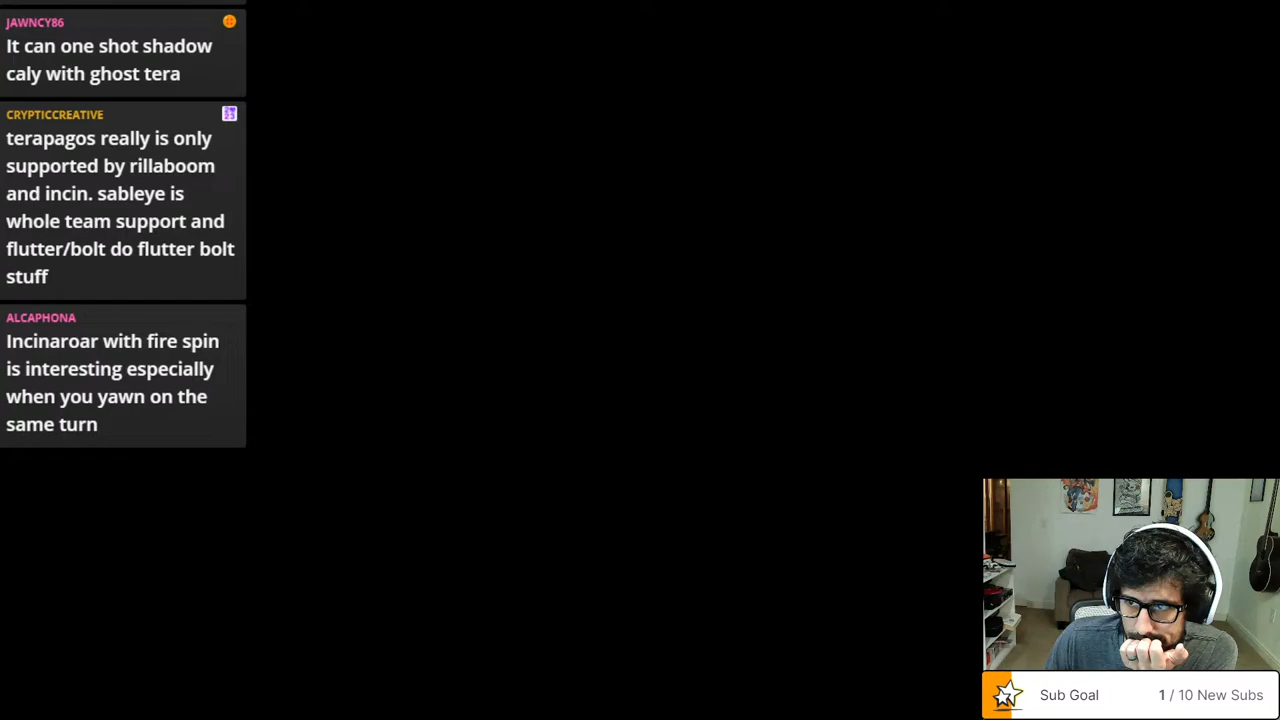 JAWNCY86
It can one shot shadow
caly with ghost tera
CRYPTICCREATIVE
terapagos really is only
supported by rillaboom
and incin. sableye is
whole team support and
flutter/bolt do flutter bolt
stuff
ALCAPHONA
Incinaroar with fire spin
is interesting especially
when you yawn on the
same turn
Sub Goal 1 / 10 New Subs